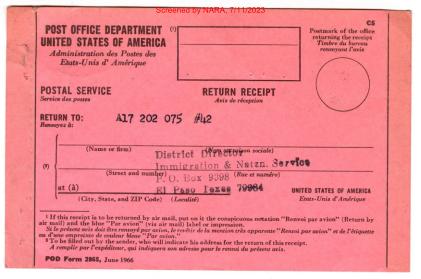 Screened by NARA, 7/11/2023
C5
POST OFFICE DEPARTMENT
UNITED STATES OF AMERICA
Administration des Postes des
Etats-Unis d' Amérique
(1)
Postmark of the office
returning the receipt
Timbre du bureau
renvoyant l'avis
POSTAL SERVICE
Service des postes
RETURN RECEIPT
Avis de réception
RETURN TO: A17 202 075 #42
Renvoyez à:
(Name or firm) (Nom ou raison sociale)
District Director
(2) Immigration & Natzn. Service
(Street and number) (Rue et numéro)
P. O. Box 9398
at (à) El Paso Texas 79984
(City, State, and ZIP Code) (Localité)
UNITED STATES OF AMERICA
Etats-Unis d'Amérique
1 If this receipt is to be returned by air mail, put on it the conspicuous notation "Renvoi par avion" (Return by
air mail) and the blue "Par avion" (via air mail) label or impression.
Si le présent avis doit être renvoyé par avion, le revêtir de la mention très apparente "Renvoi par avion" et de l'étiquette
ou d'une empreinte de couleur bleue "Par avion."
2 To be filled out by the sender, who will indicate his address for the return of this receipt.
A remplir par l'expéditeur, qui indiquera son adresse pour le renvoi du présent avis.
POD Form 2865, June 1966